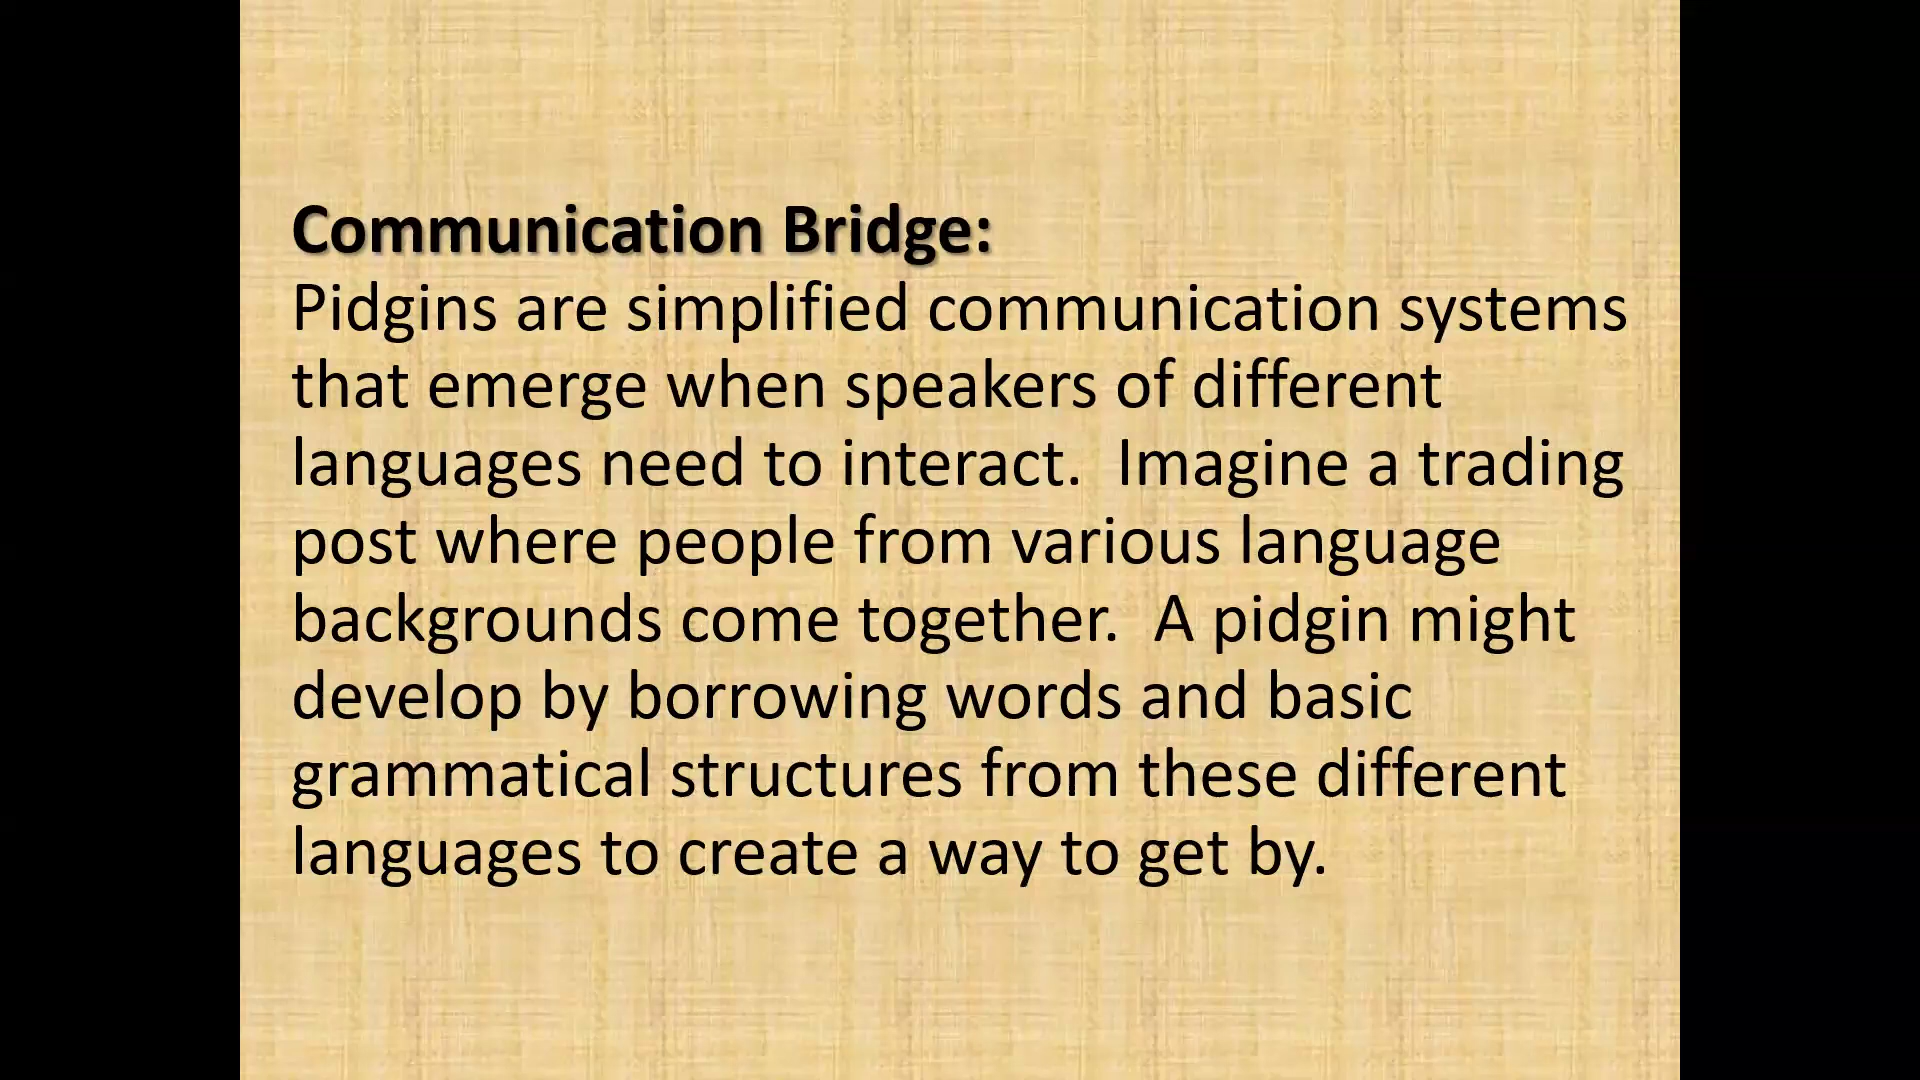 Communication Bridge:
Pidgins are simplified communication systems
that emerge when speakers of different
languages need to interact.  Imagine a trading
post where people from various language
backgrounds come together.  A pidgin might
develop by borrowing words and basic
grammatical structures from these different
languages to create a way to get by.